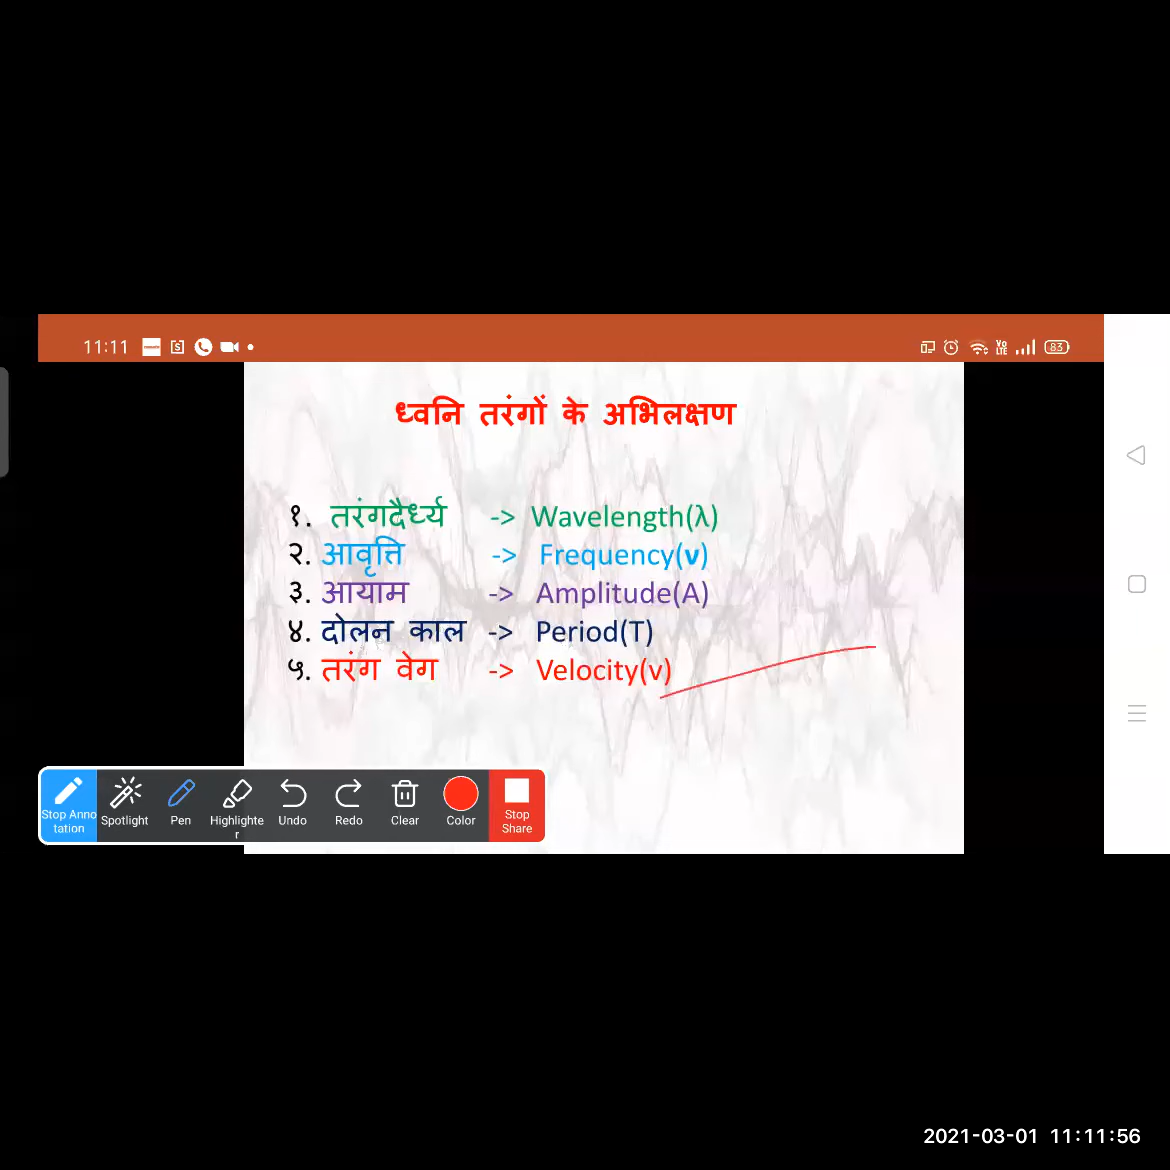 11:11
VoLTE
83
ध्वनि तरंगों के अभिलक्षण
१. तरंगदैर्ध्य -> Wavelength(λ)
२. आवृत्ति -> Frequency(ν)
३. आयाम -> Amplitude(A)
४. दोलन काल -> Period(T)
५. तरंग वेग -> Velocity(v)
Stop Annotation Spotlight Pen Highlighter Undo Redo Clear Color Stop Share
2021-03-01 11:11:56